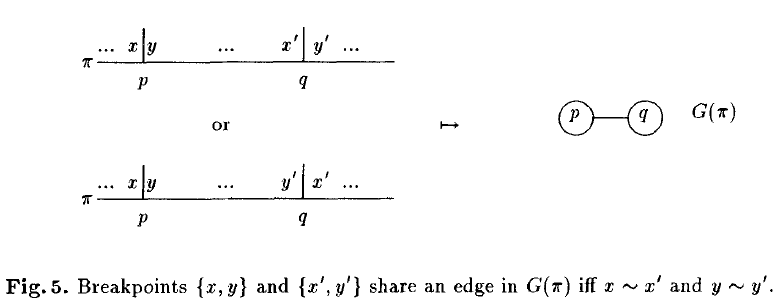 ... x y ... x′ y′ ...
π
p q
or ↦ p q G(π)
... x y ... y′ x′ ...
π
p q
Fig. 5. Breakpoints {x, y} and {x′, y′} share an edge in G(π) iff x ∼ x′ and y ∼ y′.